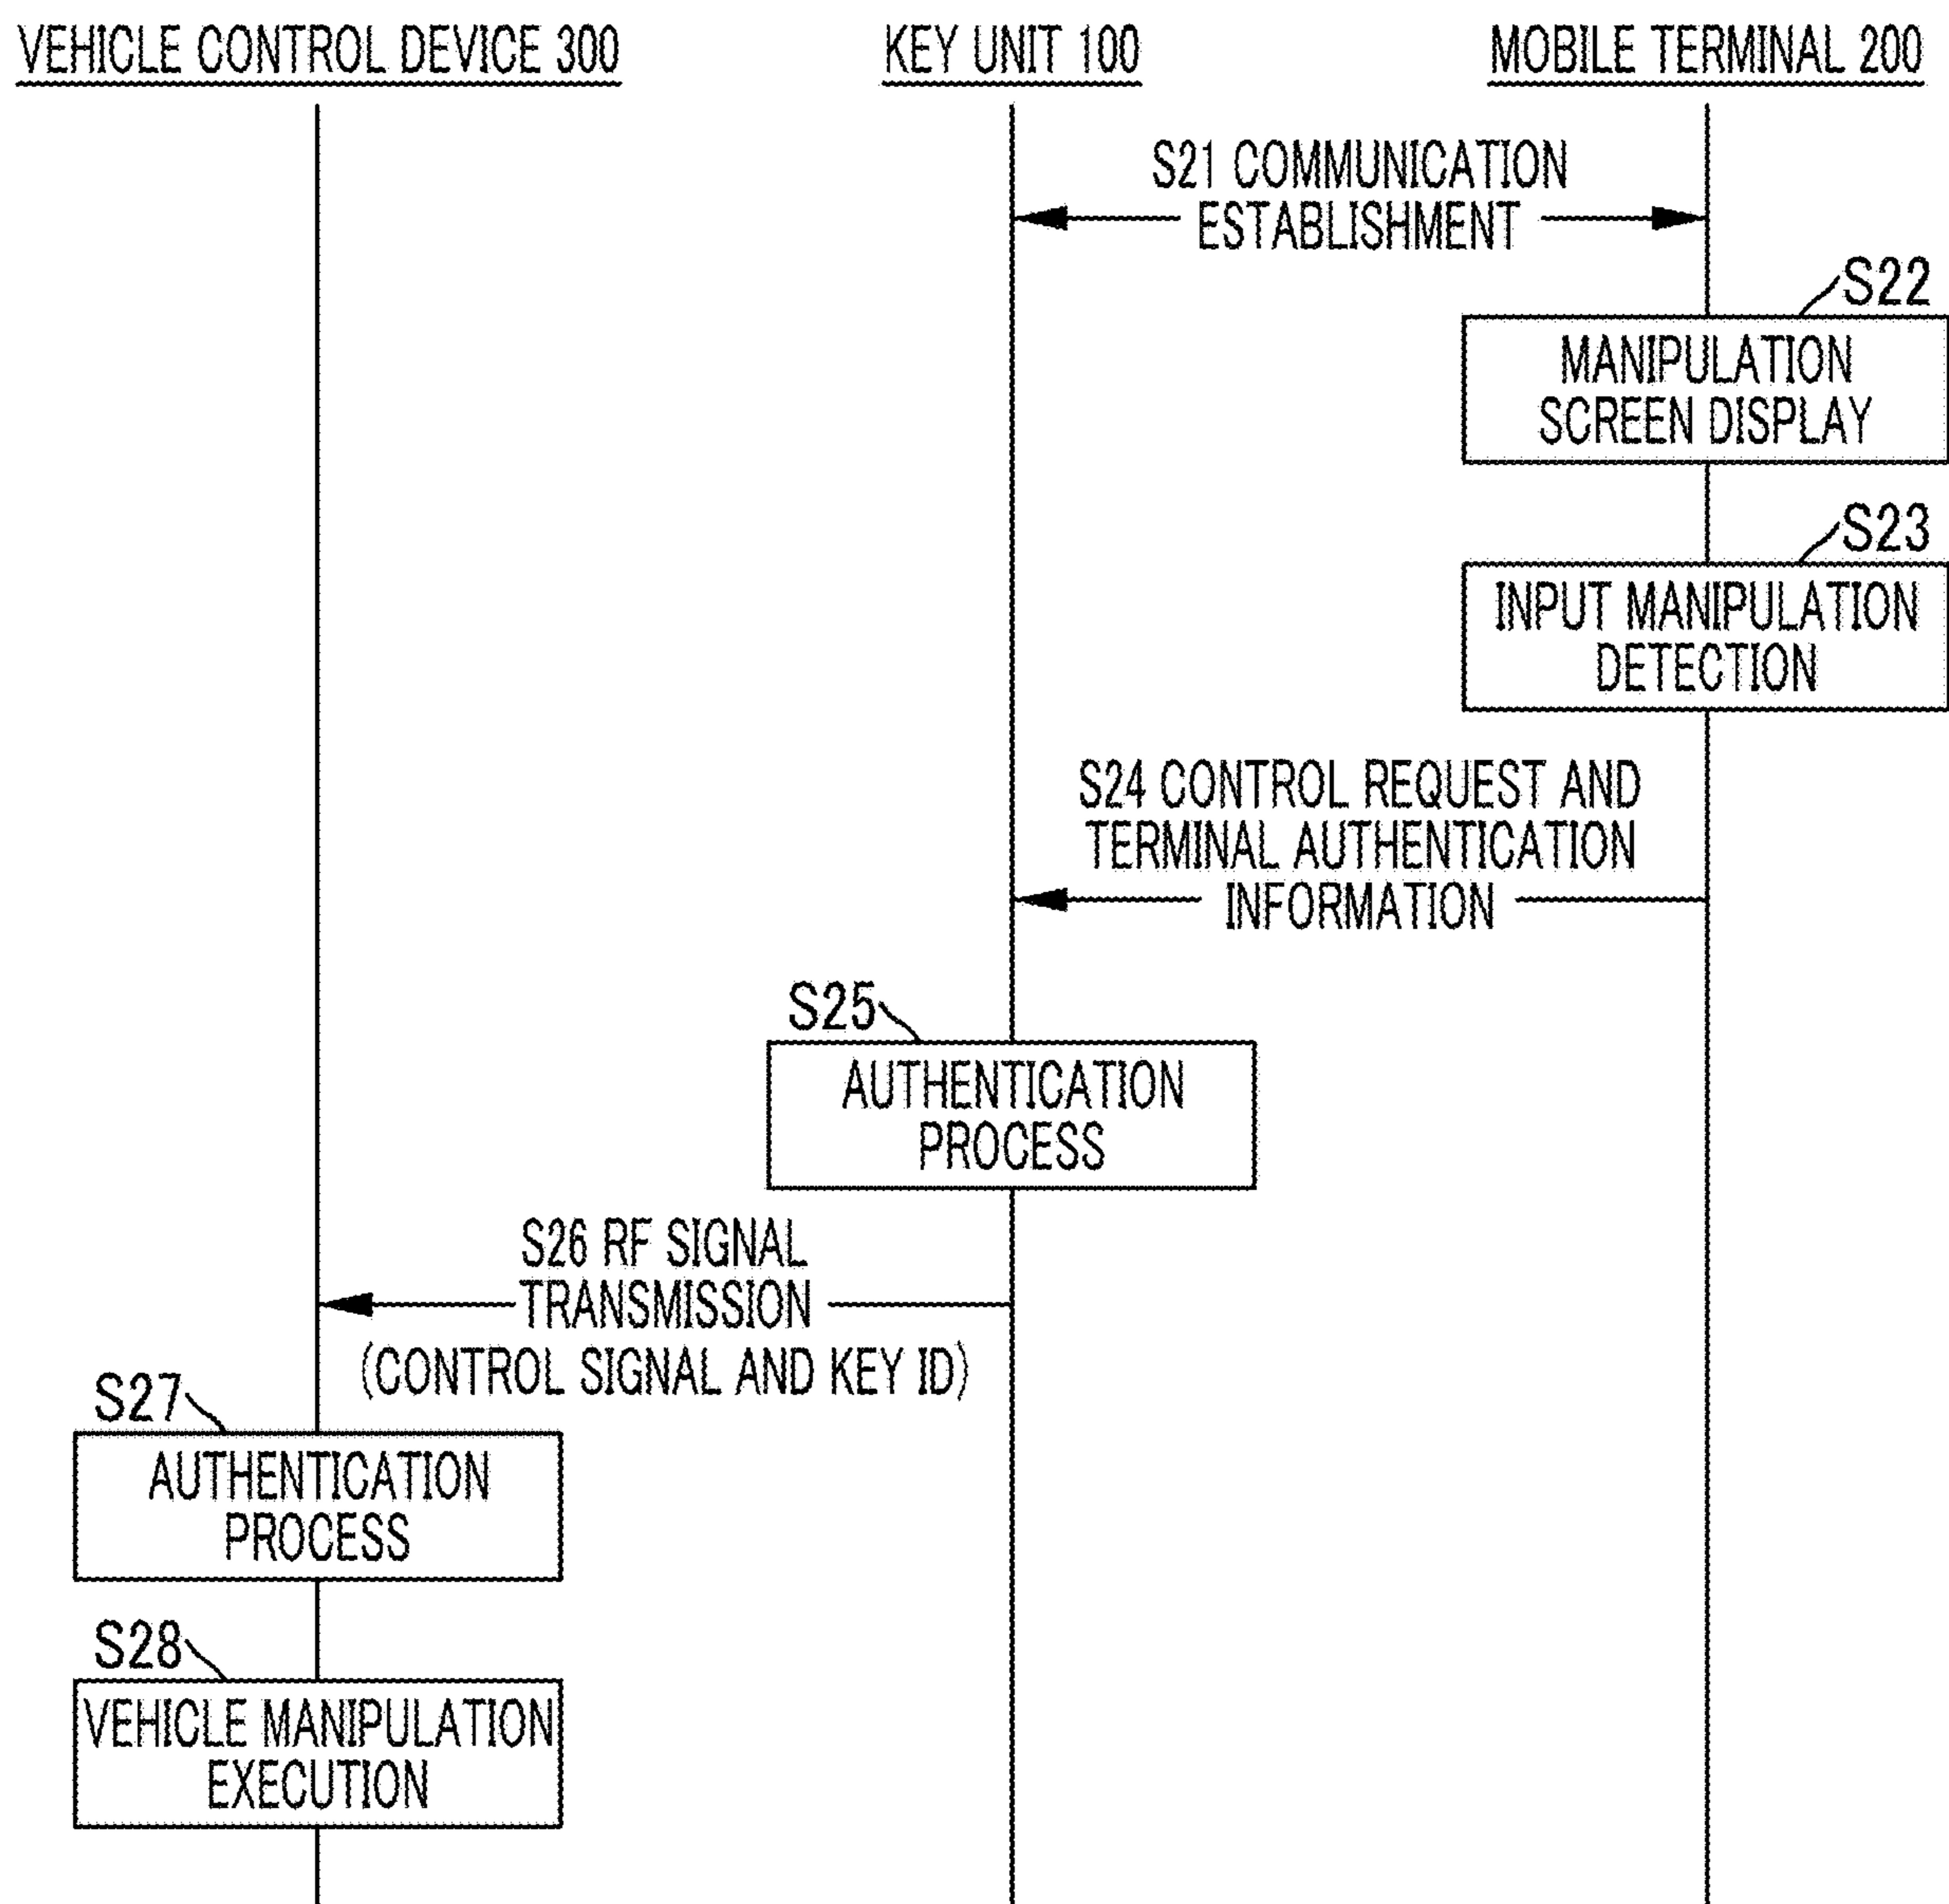 VEHICLE CONTROL DEVICE 300
KEY UNIT 100
MOBILE TERMINAL 200
S21 COMMUNICATION
ESTABLISHMENT
S22
MANIPULATION
SCREEN DISPLAY
S23
INPUT MANIPULATION
DETECTION
S24 CONTROL REQUEST AND
TERMINAL AUTHENTICATION
INFORMATION
S25
AUTHENTICATION
PROCESS
S26 RF SIGNAL
TRANSMISSION
(CONTROL SIGNAL AND KEY ID)
S27
AUTHENTICATION
PROCESS
S28
VEHICLE MANIPULATION
EXECUTION